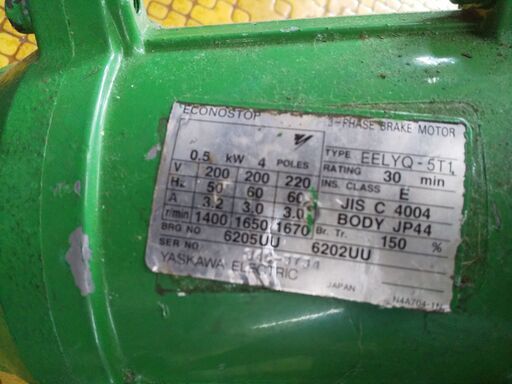 ECONOSTOP 3-PHASE BRAKE MOTOR
0.5 kW 4 POLES TYPE EELYQ-5T1
V 200 200 220 RATING 30 min
Hz 50 60 60 INS. CLASS E
A 3.2 3.0 3.0 JIS C 4004
r/min 1400 1650 1670 BODY JP44
BRG NO 6205UU 6202UU Br. Tr. 150 %
SER NO
YASKAWA ELECTRIC JAPAN